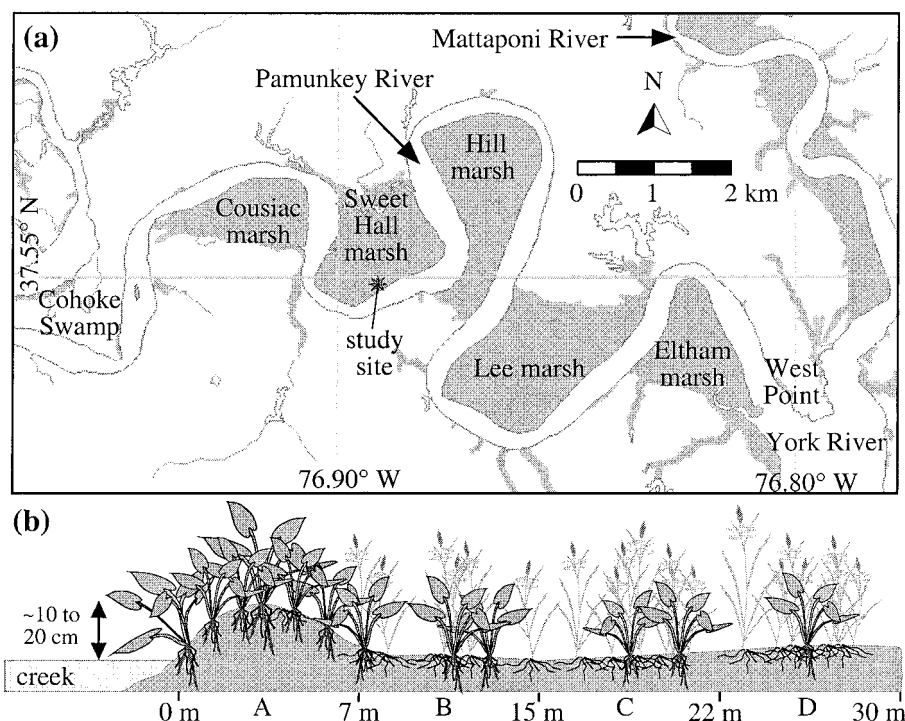 (a)
Mattaponi River
Pamunkey River
N
Hill
marsh
0 1 2 km
Sweet
Hall
marsh
Cousiac
marsh
37.55° N
Cohoke
Swamp
study
site
Lee marsh
Eltham
marsh
West
Point
York River
76.90° W
76.80° W
(b)
~10 to
20 cm
creek
0 m A 7 m B 15 m C 22 m D 30 m